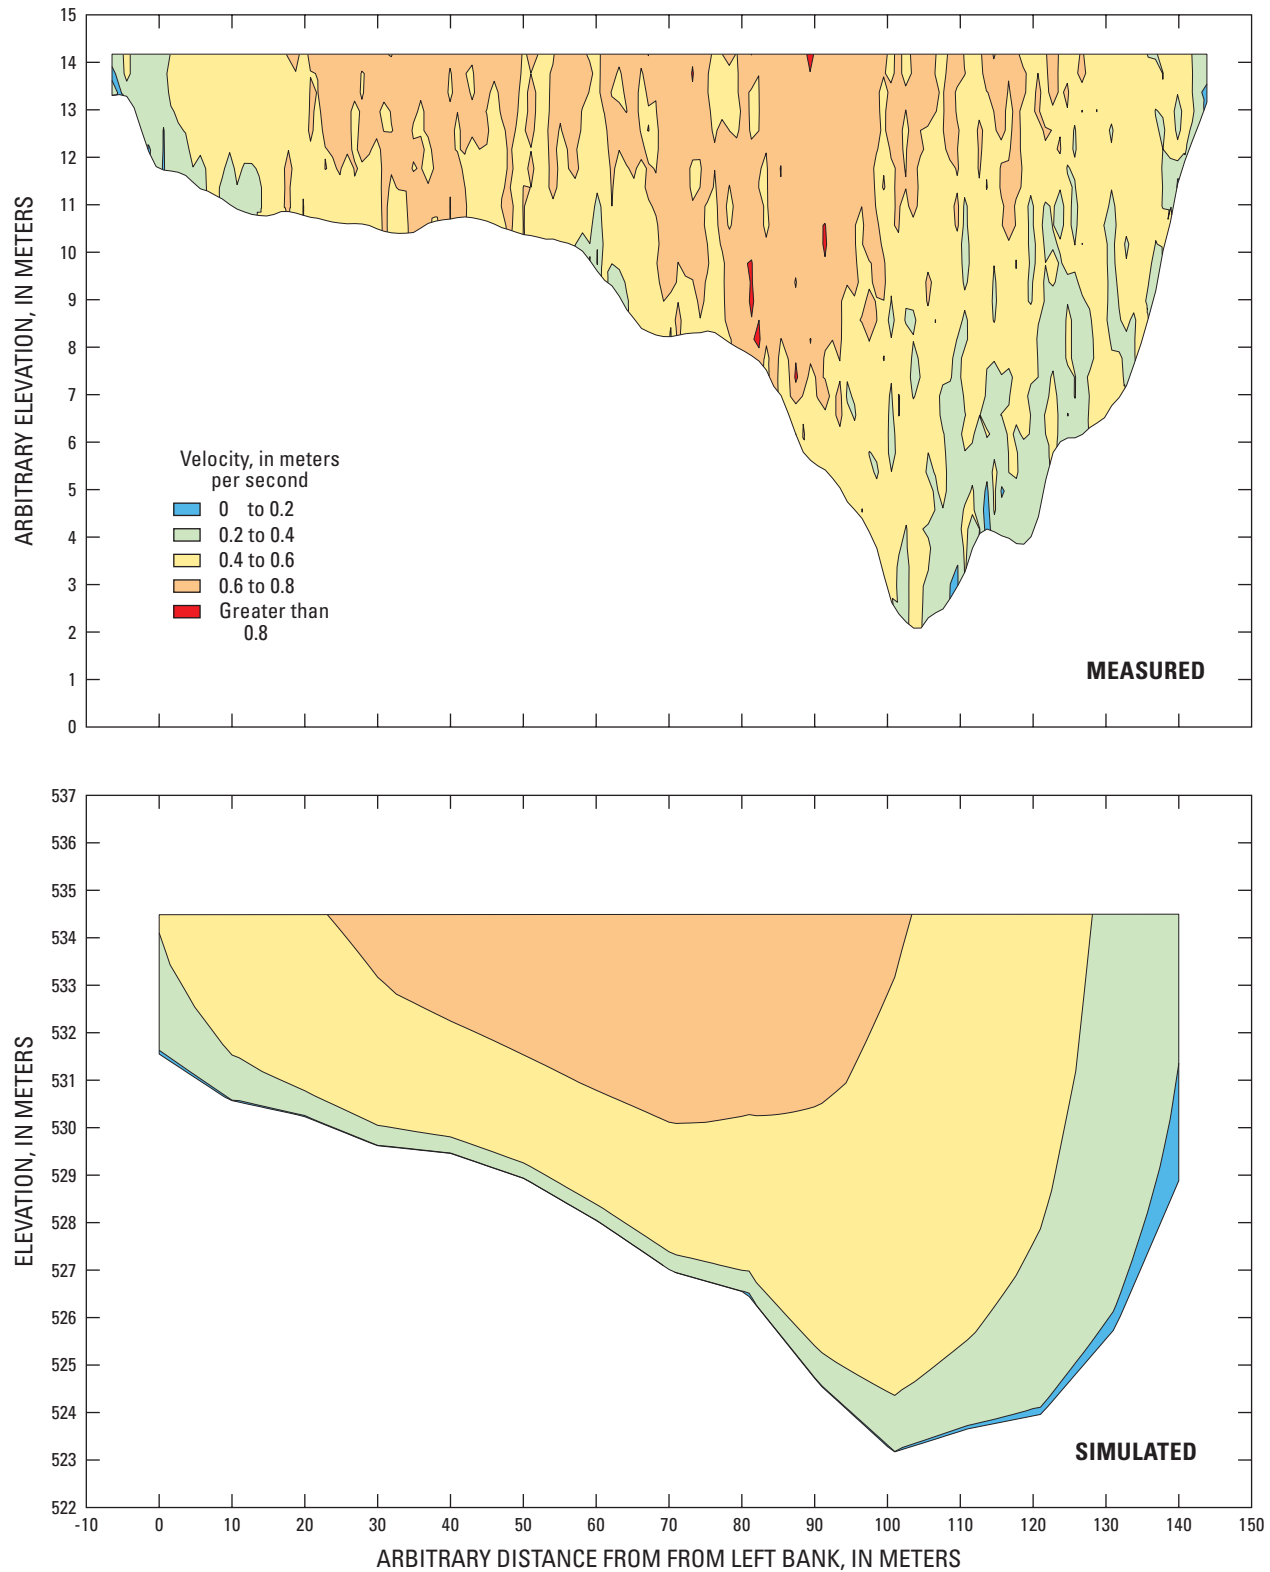 15
14
13
12
11
10
9
8
7
6
5
4
3
2
1
0
ARBITRARY ELEVATION, IN METERS
Velocity, in meters
per second
0 to 0.2
0.2 to 0.4
0.4 to 0.6
0.6 to 0.8
Greater than
0.8
MEASURED
537
536
535
534
533
532
531
530
529
528
527
526
525
524
523
522
ELEVATION, IN METERS
SIMULATED
-10 0 10 20 30 40 50 60 70 80 90 100 110 120 130 140 150
ARBITRARY DISTANCE FROM FROM LEFT BANK, IN METERS